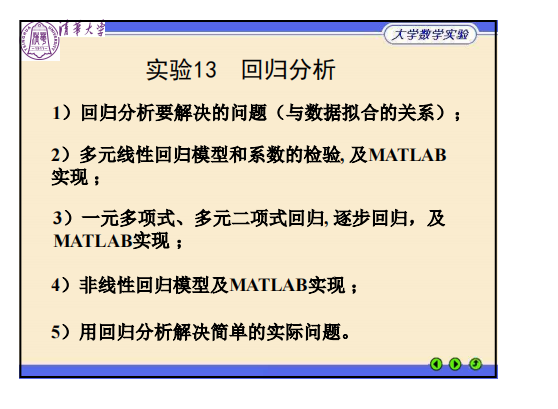 清华大学
大学数学实验
实验13 回归分析
1）回归分析要解决的问题（与数据拟合的关系）；
2）多元线性回归模型和系数的检验, 及MATLAB
实现 ；
3）一元多项式、多元二项式回归, 逐步回归，及
MATLAB实现 ；
4）非线性回归模型及MATLAB实现 ；
5）用回归分析解决简单的实际问题。